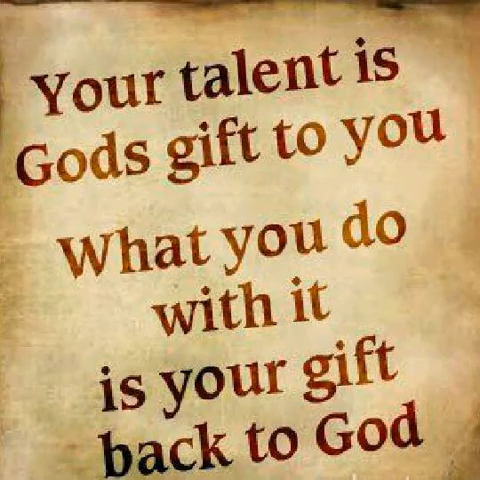 Your talent is
Gods gift to you
What you do
with it
is your gift
back to God